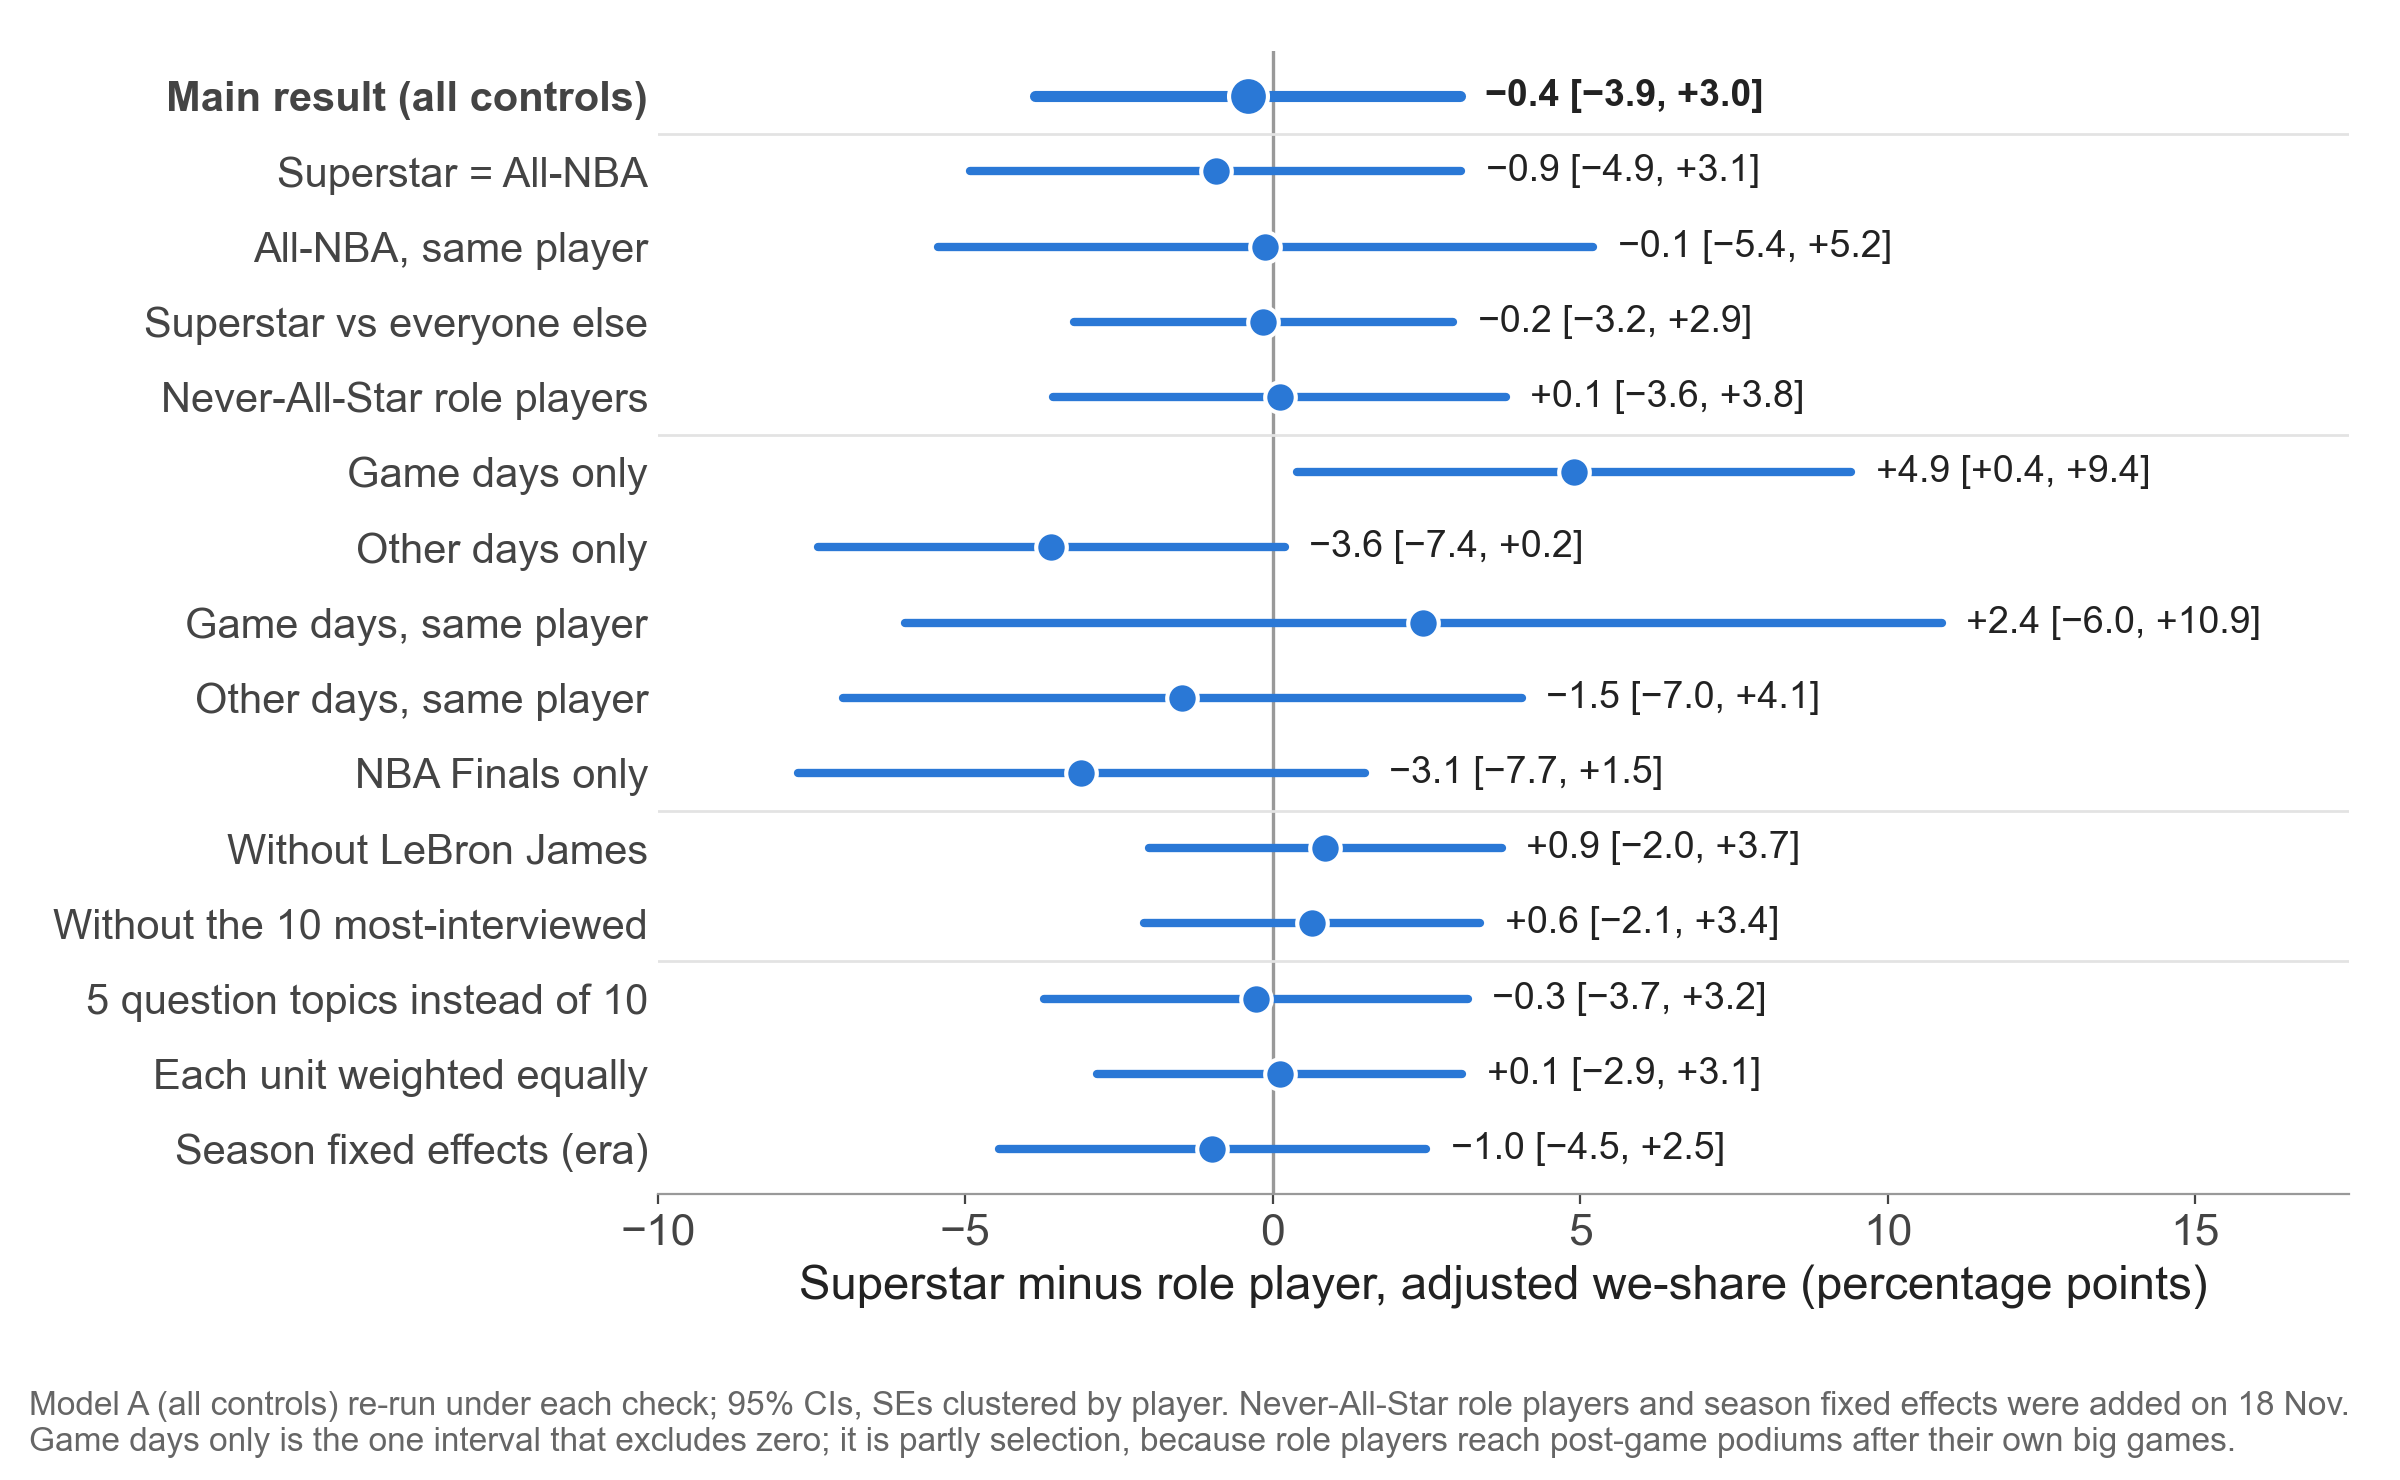 Main result (all controls) −0.4 [−3.9, +3.0]
Superstar = All-NBA −0.9 [−4.9, +3.1]
All-NBA, same player −0.1 [−5.4, +5.2]
Superstar vs everyone else −0.2 [−3.2, +2.9]
Never-All-Star role players +0.1 [−3.6, +3.8]
Game days only +4.9 [+0.4, +9.4]
Other days only −3.6 [−7.4, +0.2]
Game days, same player +2.4 [−6.0, +10.9]
Other days, same player −1.5 [−7.0, +4.1]
NBA Finals only −3.1 [−7.7, +1.5]
Without LeBron James +0.9 [−2.0, +3.7]
Without the 10 most-interviewed +0.6 [−2.1, +3.4]
5 question topics instead of 10 −0.3 [−3.7, +3.2]
Each unit weighted equally +0.1 [−2.9, +3.1]
Season fixed effects (era) −1.0 [−4.5, +2.5]
−10 −5 0 5 10 15
Superstar minus role player, adjusted we-share (percentage points)
Model A (all controls) re-run under each check; 95% CIs, SEs clustered by player. Never-All-Star role players and season fixed effects were added on 18 Nov.
Game days only is the one interval that excludes zero; it is partly selection, because role players reach post-game podiums after their own big games.